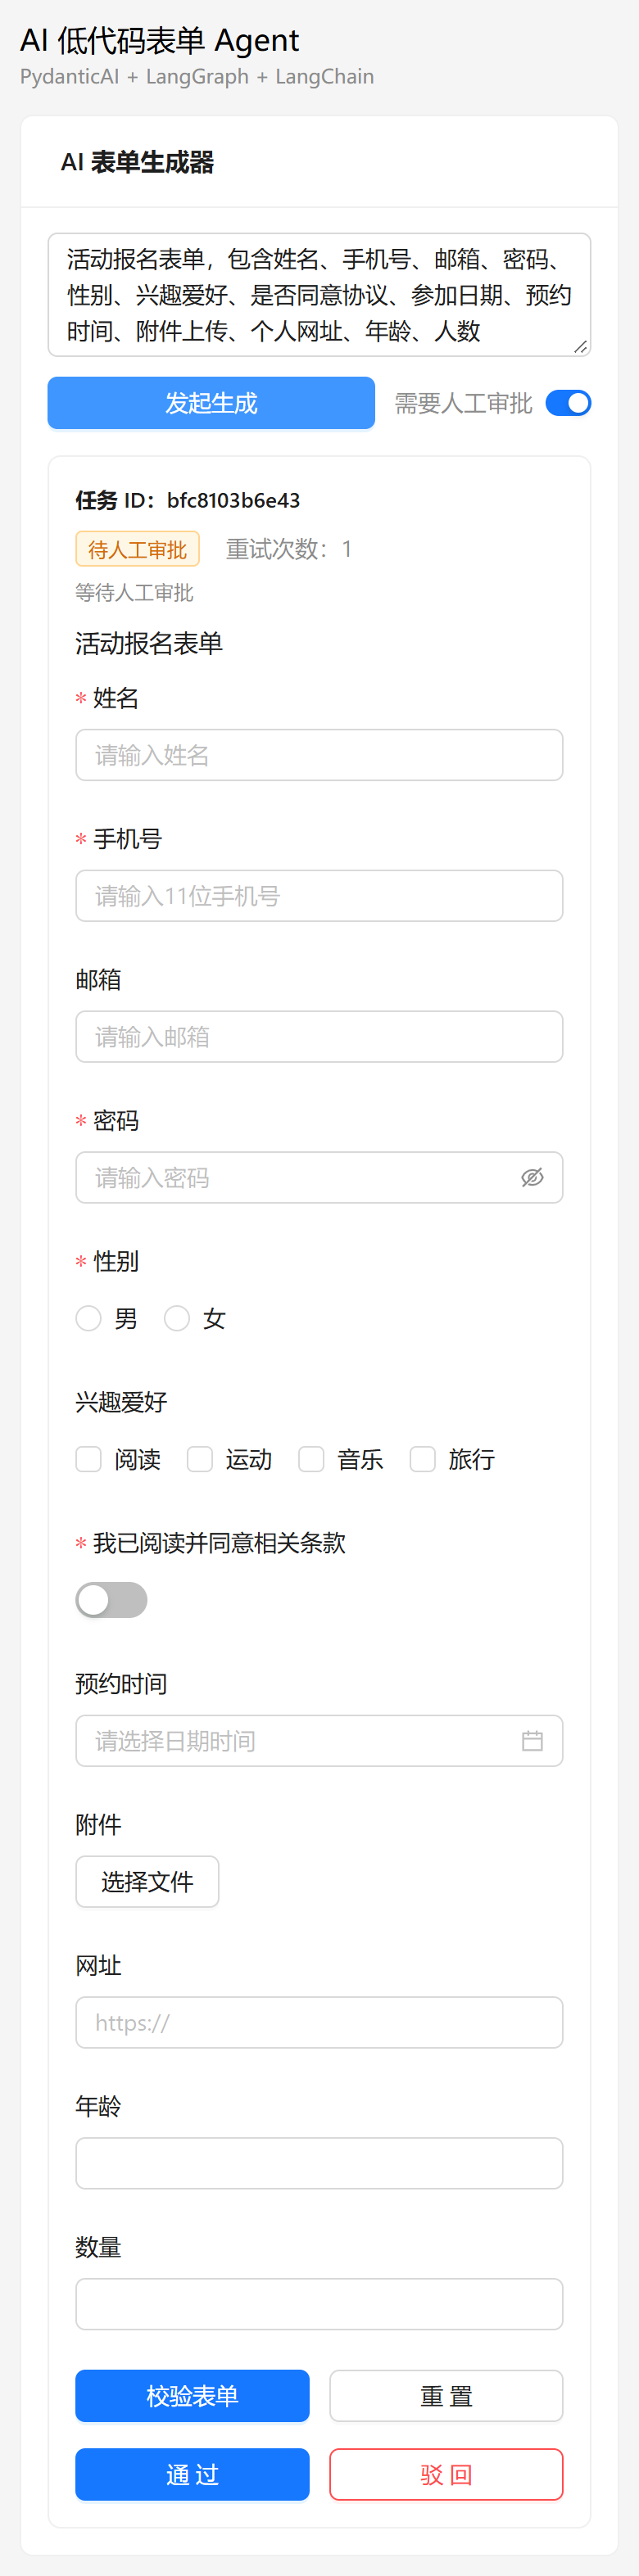 AI 低代码表单 Agent
PydanticAI + LangGraph + LangChain
AI 表单生成器
活动报名表单，包含姓名、手机号、邮箱、密码、
性别、兴趣爱好、是否同意协议、参加日期、预约
时间、附件上传、个人网址、年龄、人数
发起生成 需要人工审批
任务 ID：bfc8103b6e43
待人工审批 重试次数：1
等待人工审批
活动报名表单
* 姓名
请输入姓名
* 手机号
请输入11位手机号
邮箱
请输入邮箱
* 密码
请输入密码
* 性别
男 女
兴趣爱好
阅读 运动 音乐 旅行
* 我已阅读并同意相关条款
预约时间
请选择日期时间
附件
选择文件
网址
https://
年龄
数量
校验表单 重 置
通 过 驳 回